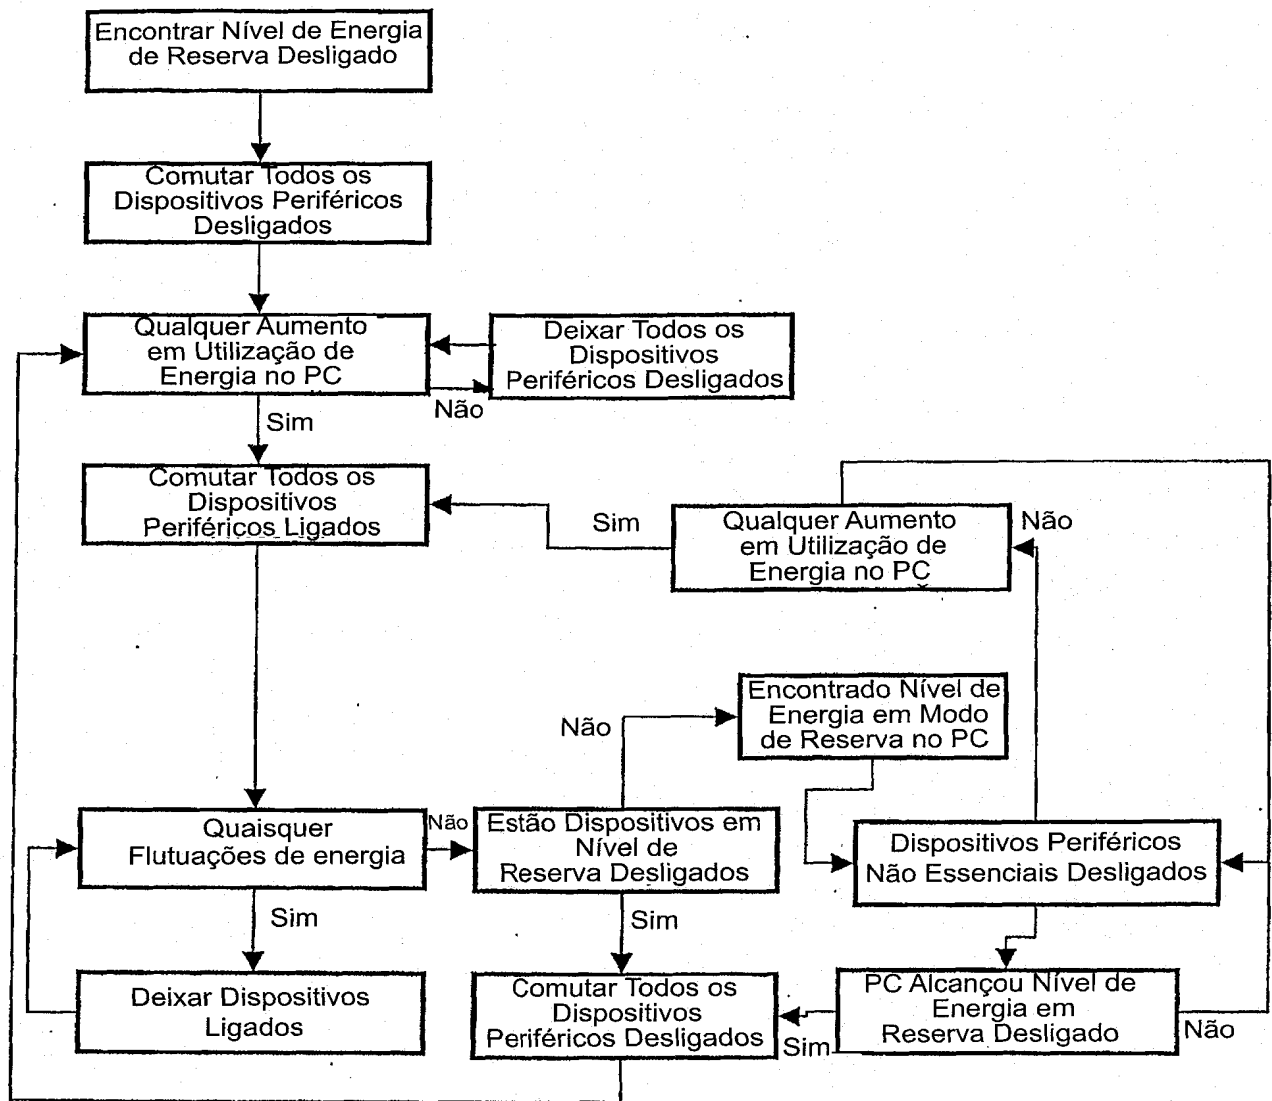 Encontrar Nível de Energia
de Reserva Desligado
Comutar Todos os
Dispositivos Periféricos
Desligados
Qualquer Aumento
em Utilização de
Energia no PC
Deixar Todos os
Dispositivos
Periféricos Desligados
Não
Sim
Comutar Todos os
Dispositivos
Periféricos Ligados
Sim
Qualquer Aumento
em Utilização de
Energia no PC
Não
Encontrado Nível de
Energia em Modo
de Reserva no PC
Não
Quaisquer
Flutuações de energia
Não
Estão Dispositivos em
Nível de
Reserva Desligados
Dispositivos Periféricos
Não Essenciais Desligados
Sim
Sim
Deixar Dispositivos
Ligados
Comutar Todos os
Dispositivos
Periféricos Desligados
PC Alcançou Nível de
Energia em
Reserva Desligado
Sim
Não